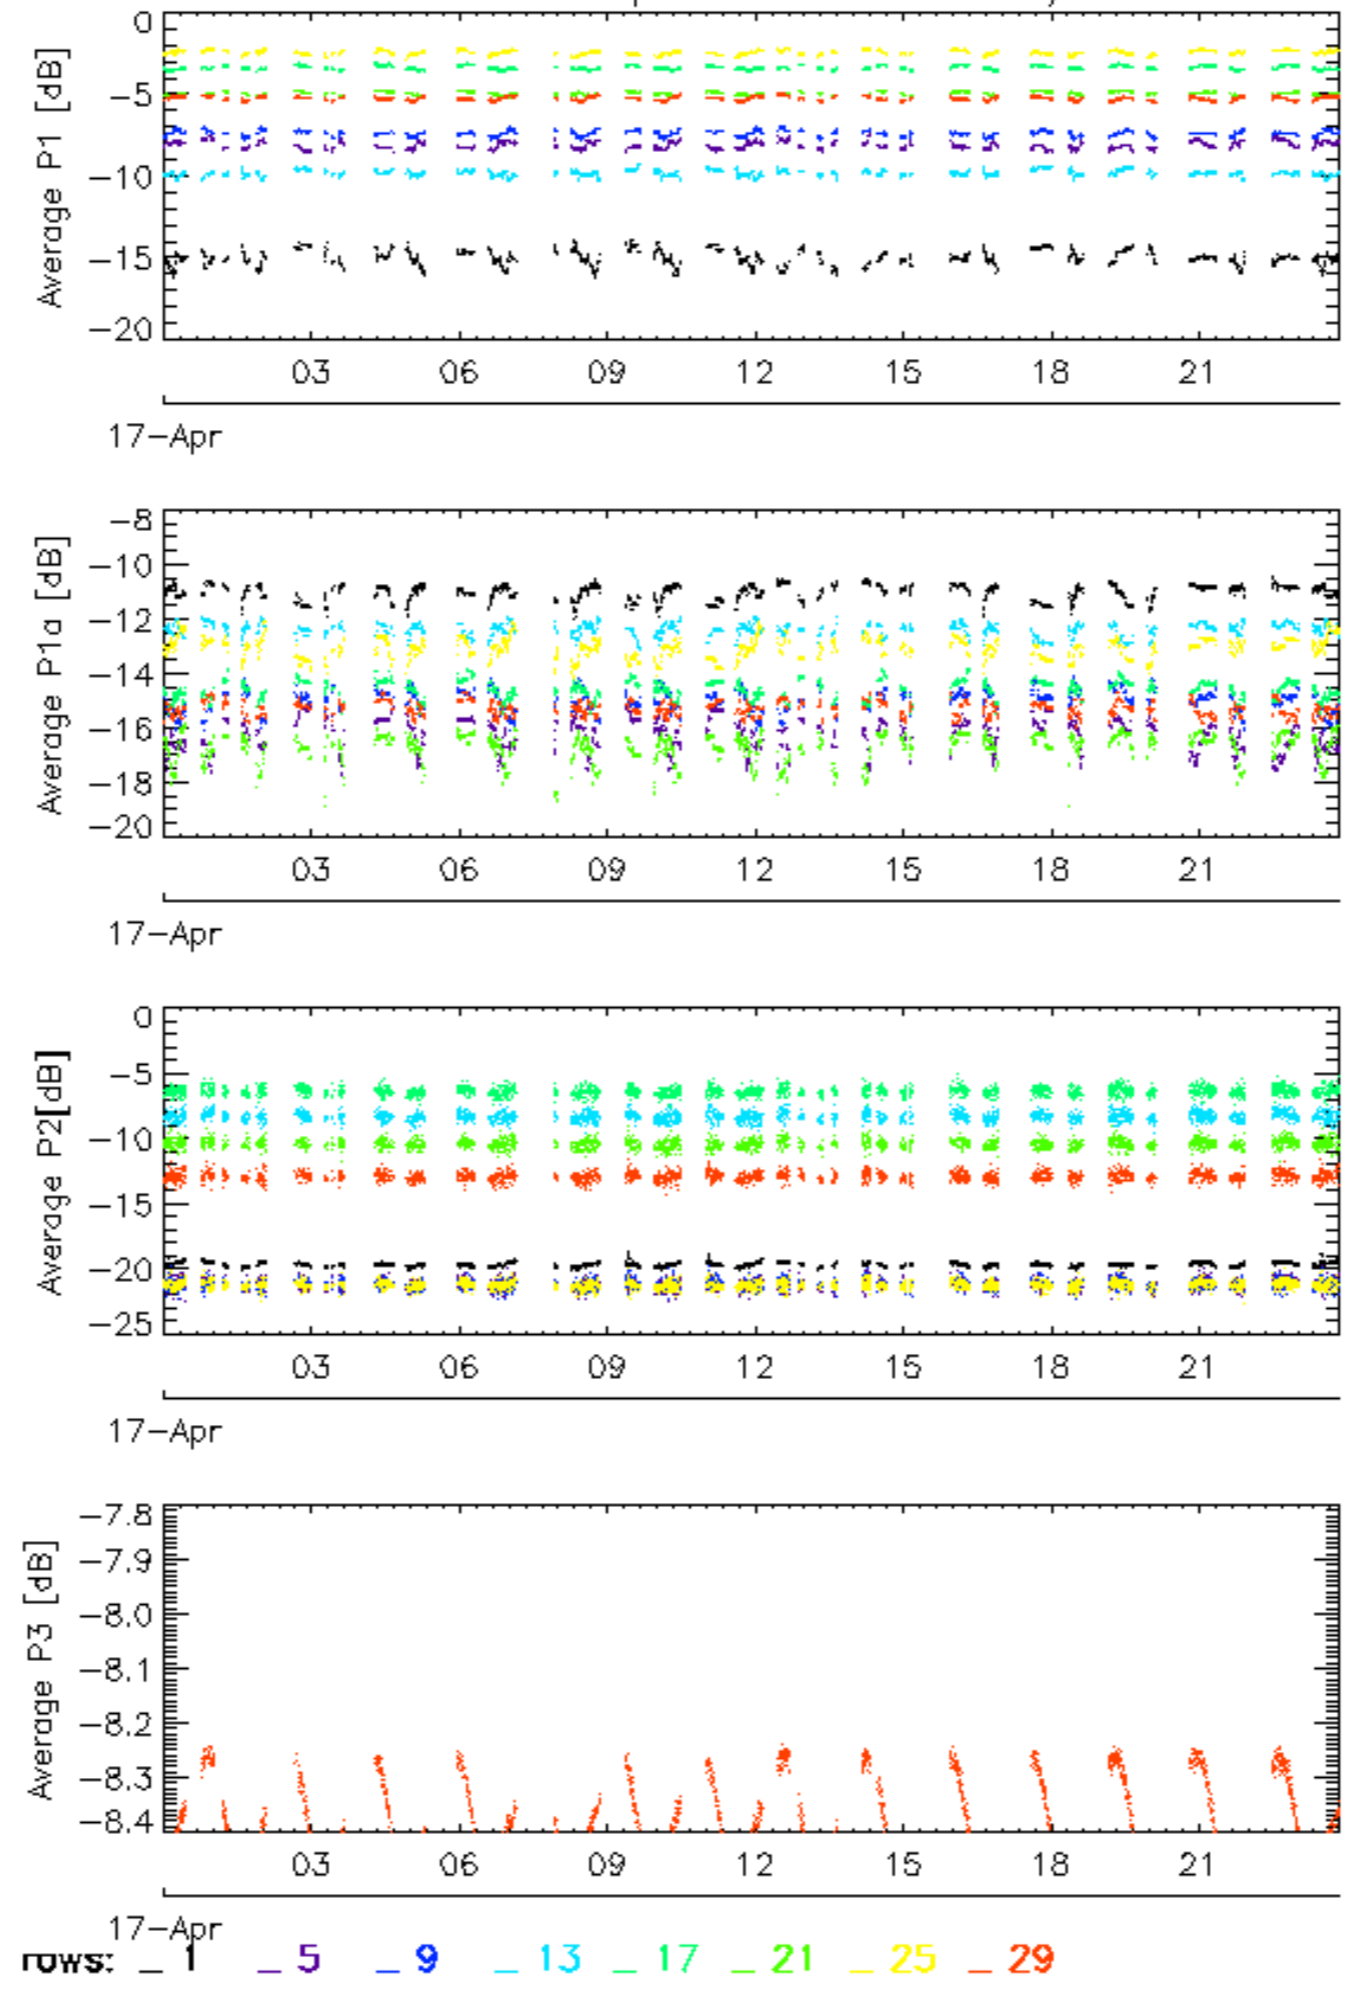 0
−5
−10
−15
−20
Average P1 [dB]
03 06 09 12 15 18 21
17−Apr
−8
−10
−12
−14
−16
−18
−20
Average P1a [dB]
03 06 09 12 15 18 21
17−Apr
0
−5
−10
−15
−20
−25
Average P2[dB]
03 06 09 12 15 18 21
17−Apr
−7.8
−7.9
−8.0
−8.1
−8.2
−8.3
−8.4
Average P3 [dB]
03 06 09 12 15 18 21
17−Apr
rows: _ 1 _ 5 _ 9 _ 13 _ 17 _ 21 _ 25 _ 29